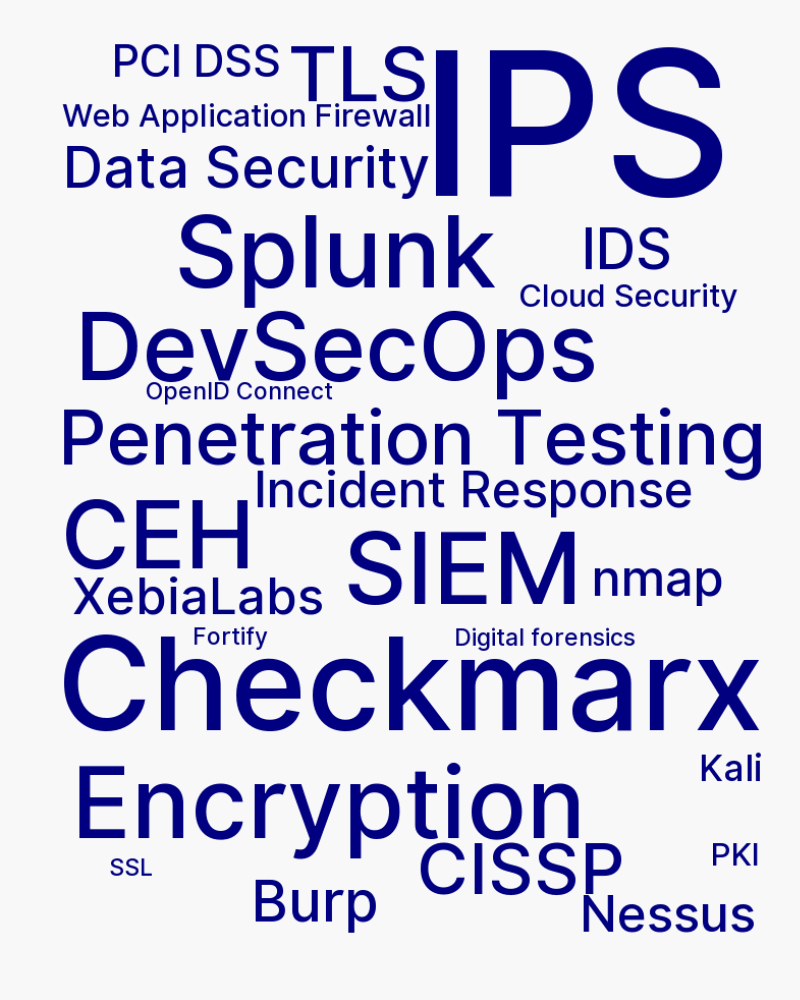 PCI DSS
TLS
IPS
Web Application Firewall
Data Security
Splunk
IDS
Cloud Security
DevSecOps
OpenID Connect
Penetration Testing
Incident Response
CEH
SIEM
nmap
XebiaLabs
Fortify
Digital forensics
Checkmarx
Kali
Encryption
CISSP
PKI
SSL
Burp
Nessus